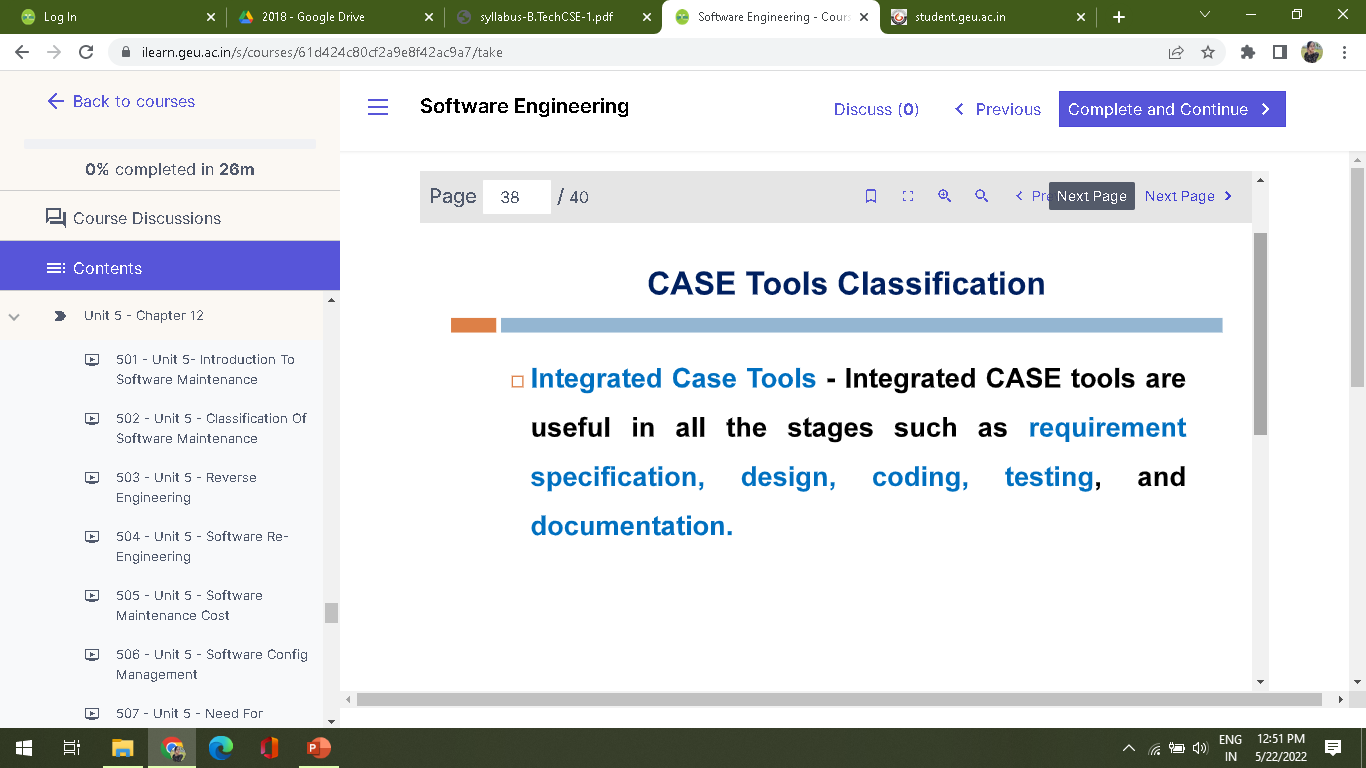 Log In
2018 - Google Drive
syllabus-B.TechCSE-1.pdf
Software Engineering - Cour
student.geu.ac.in
ilearn.geu.ac.in/s/courses/61d424c80cf2a9e8f42ac9a7/take
Back to courses
0% completed in 26m
Course Discussions
Contents
Unit 5 - Chapter 12
501 - Unit 5- Introduction To
Software Maintenance
502 - Unit 5 - Classification Of
Software Maintenance
503 - Unit 5 - Reverse
Engineering
504 - Unit 5 - Software Re-
Engineering
505 - Unit 5 - Software
Maintenance Cost
506 - Unit 5 - Software Config
Management
507 - Unit 5 - Need For
Software Engineering
Discuss (0)
Previous
Complete and Continue
Page 38 / 40
Pre
Next Page
Next Page
CASE Tools Classification
Integrated Case Tools - Integrated CASE tools are
useful in all the stages such as requirement
specification, design, coding, testing, and
documentation.
ENG
IN
12:51 PM
5/22/2022